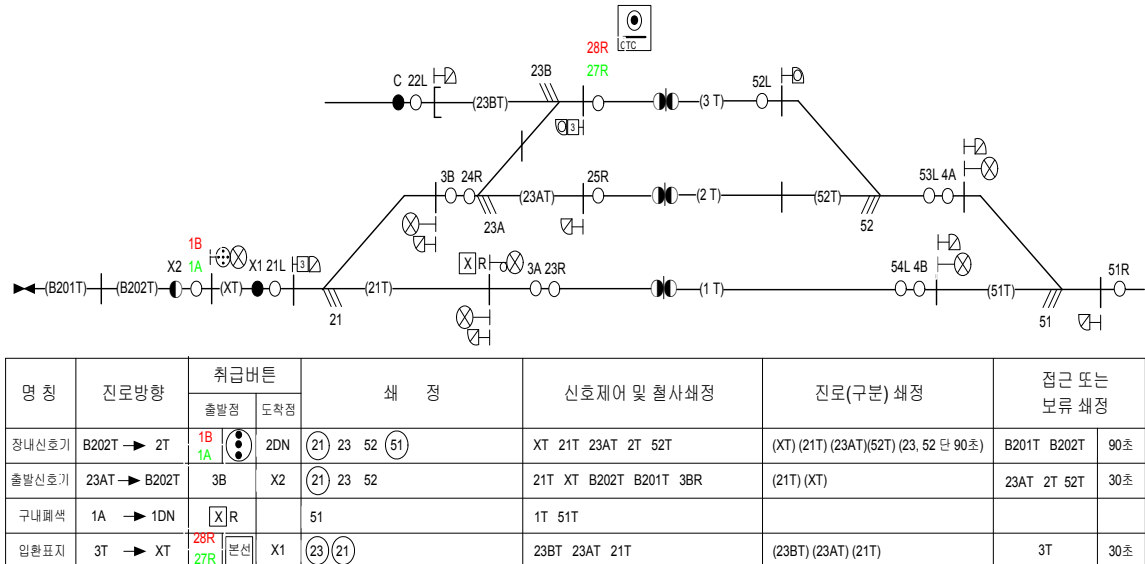 CTC
28R
27R
23B
C 22L
(23BT)
(3 T)
52L
3
3B 24R
(23AT)
25R
(2 T)
(52T)
53L 4A
23A
52
1B
1A
X2
X1 21L
3
X R
3A 23R
54L 4B
51R
(B201T)
(B202T)
(XT)
(21T)
(1 T)
(51T)
21
51
명 칭 진로방향 취급버튼 쇄 정 신호제어 및 철사쇄정 진로(구분) 쇄정 접근 또는
보류 쇄정
출발점 도착점
장내신호기 B202T → 2T 1B
1A 2DN 21 23 52 51 XT 21T 23AT 2T 52T (XT) (21T) (23AT)(52T) (23, 52 단 90초) B201T B202T 90초
출발신호기 23AT → B202T 3B X2 21 23 52 21T XT B202T B201T 3BR (21T) (XT) 23AT 2T 52T 30초
구내폐색 1A → 1DN X R 51 1T 51T
입환표지 3T → XT 28R
27R 본선 X1 23 21 23BT 23AT 21T (23BT) (23AT) (21T) 3T 30초